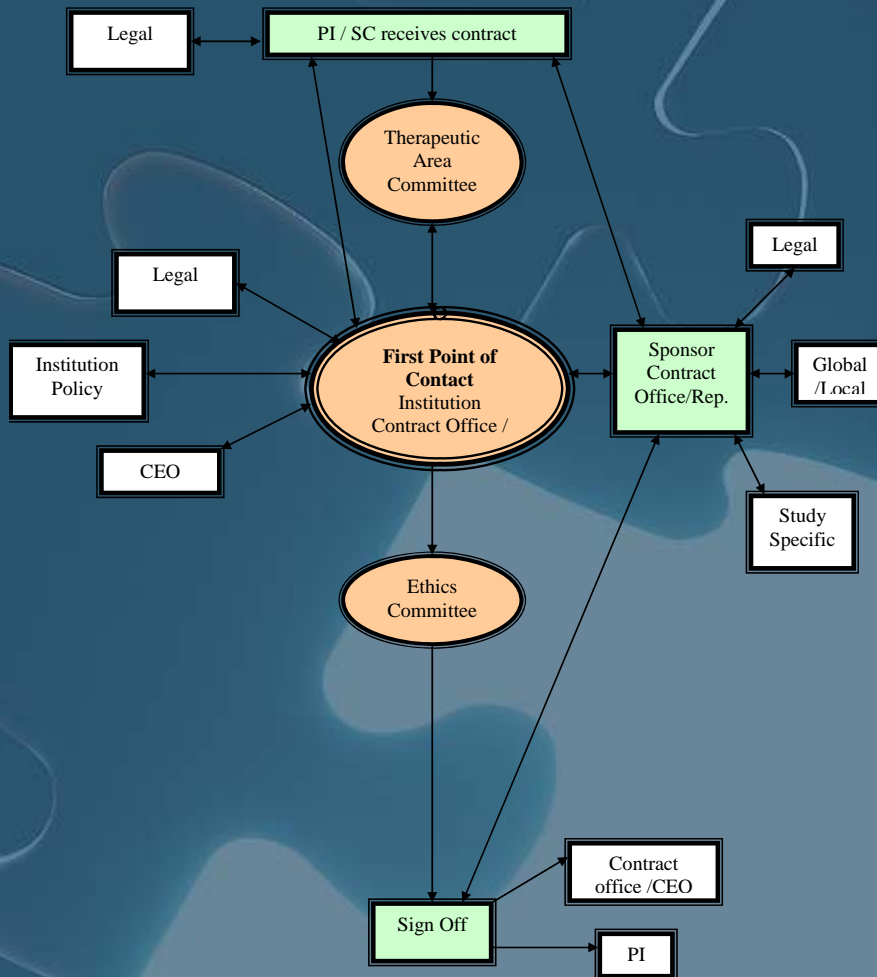 Legal
PI / SC receives contract
Therapeutic
Area
Committee
Legal
Legal
First Point of
Contact
Institution
Contract Office /
Institution
Policy
Sponsor
Contract
Office/Rep.
Global
/Local
CEO
Study
Specific
Ethics
Committee
Contract
office /CEO
Sign Off
PI